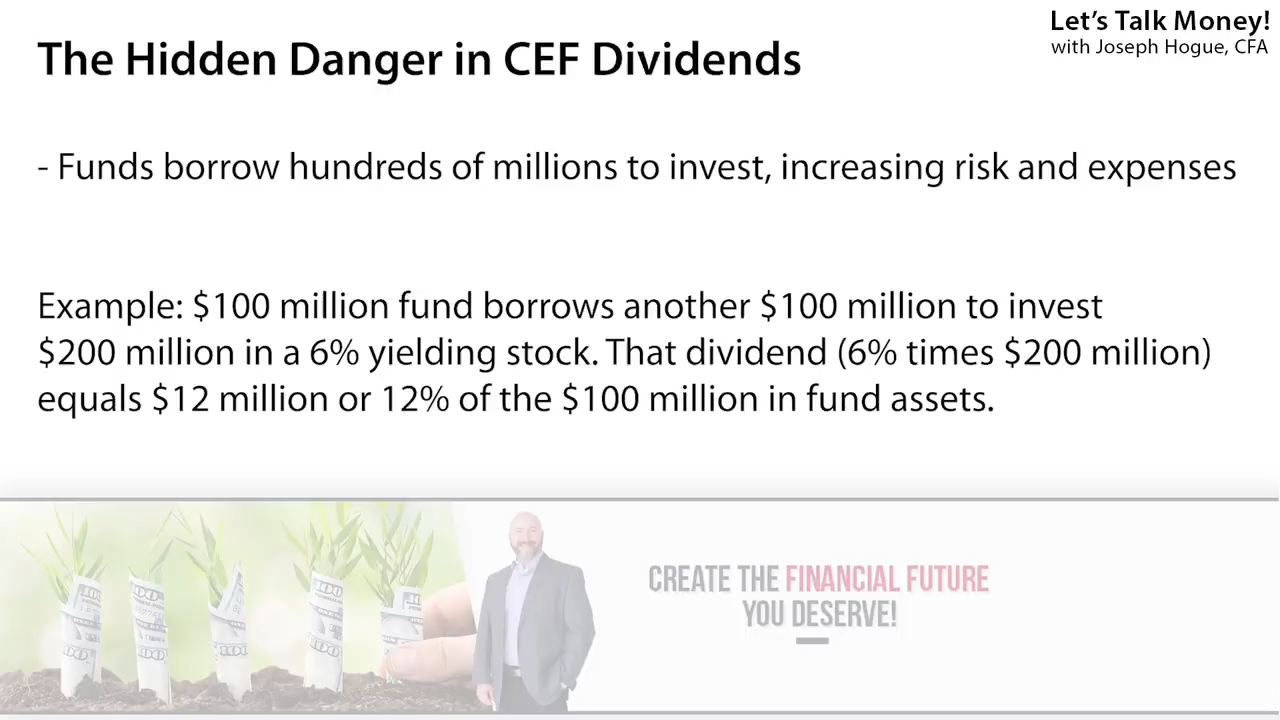 Let's Talk Money!
with Joseph Hogue, CFA
The Hidden Danger in CEF Dividends
- Funds borrow hundreds of millions to invest, increasing risk and expenses
Example: $100 million fund borrows another $100 million to invest
$200 million in a 6% yielding stock. That dividend (6% times $200 million)
equals $12 million or 12% of the $100 million in fund assets.
CREATE THE FINANCIAL FUTURE
YOU DESERVE!